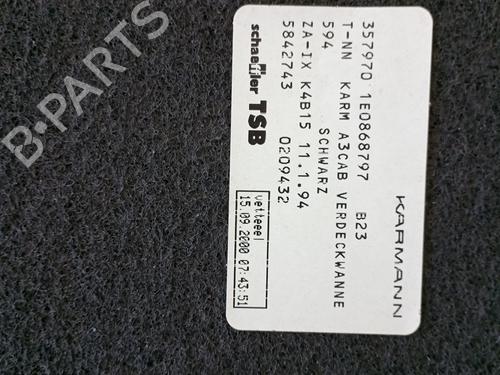 KARMANN
357970 1E0868797 B23
T-NN KARM A3CAB VERDECKWANNE
594 SCHWARZ
ZA-IX K4B15 11.1.94
5842743 0209432
schaeffler TSB
vetteeel
15.09.2000 07:43:51
B-PARTS